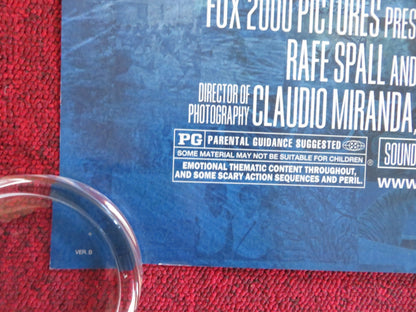 FOX 2000 PICTURES PRES
RAFE SPALL AND
DIRECTOR OF PHOTOGRAPHY CLAUDIO MIRANDA,
PG PARENTAL GUIDANCE SUGGESTED
SOME MATERIAL MAY NOT BE SUITABLE FOR CHILDREN ®
EMOTIONAL THEMATIC CONTENT THROUGHOUT,
AND SOME SCARY ACTION SEQUENCES AND PERIL.
SOUND
WWW.
VER. B